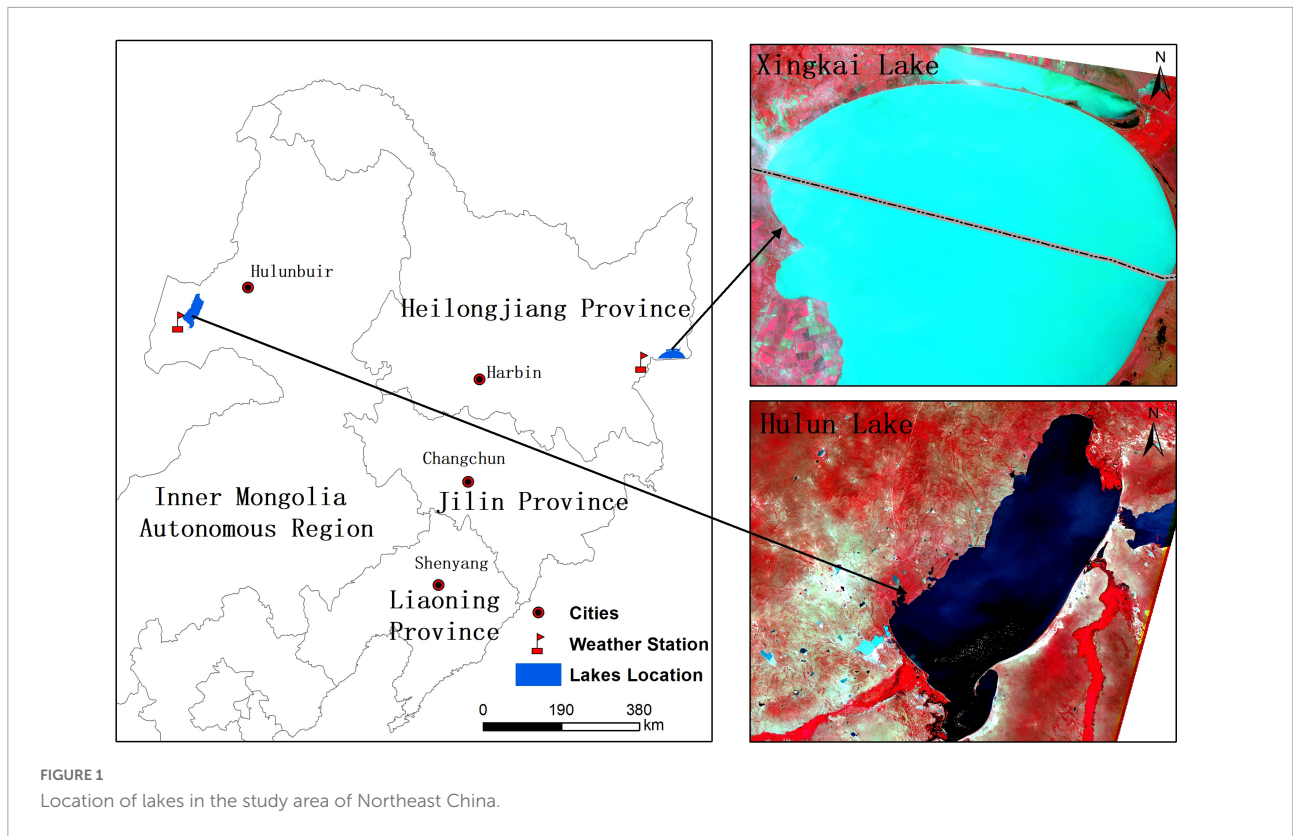 Hulunbuir
Heilongjiang Province
Harbin
Changchun
Jilin Province
Inner Mongolia
Autonomous Region
Shenyang
Liaoning
Province
Cities
Weather Station
Lakes Location
0 190 380
km
Xingkai Lake
N
Hulun Lake
N
FIGURE 1
Location of lakes in the study area of Northeast China.